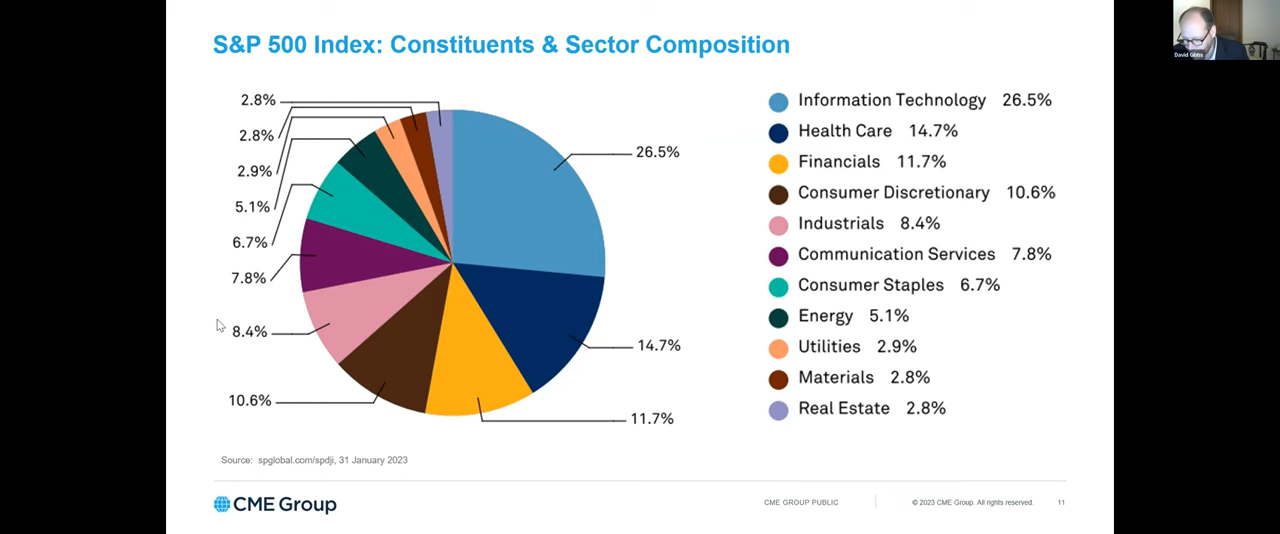 S&P 500 Index: Constituents & Sector Composition
David Gibbs
2.8%
2.8%
2.9%
5.1%
6.7%
7.8%
8.4%
10.6%
26.5%
14.7%
11.7%
Information Technology 26.5%
Health Care 14.7%
Financials 11.7%
Consumer Discretionary 10.6%
Industrials 8.4%
Communication Services 7.8%
Consumer Staples 6.7%
Energy 5.1%
Utilities 2.9%
Materials 2.8%
Real Estate 2.8%
Source: spglobal.com/spdji, 31 January 2023
CME Group
CME GROUP PUBLIC
© 2023 CME Group. All rights reserved.
11